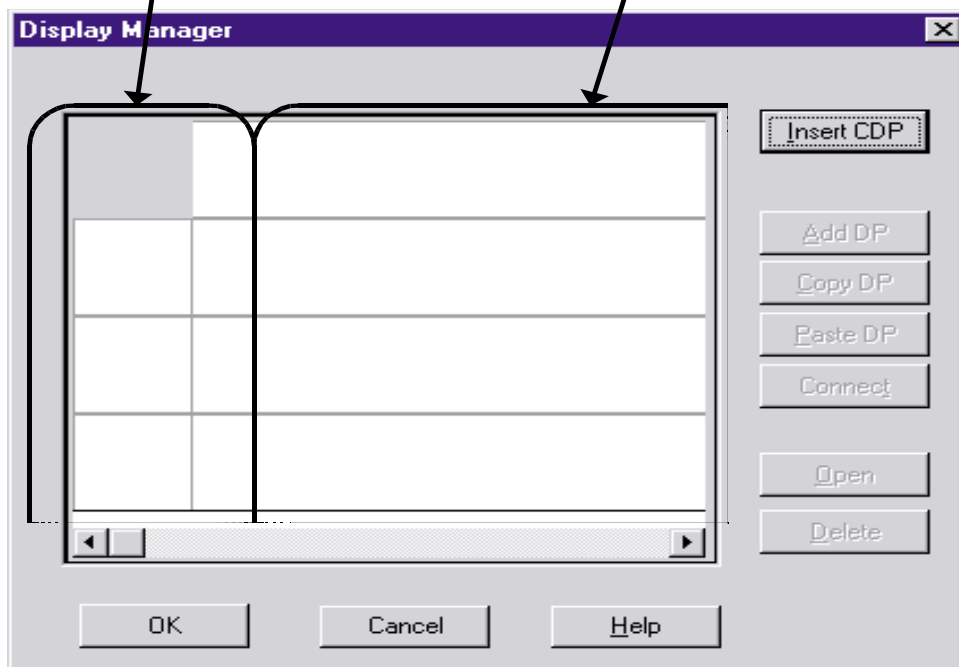 Display Manager
Insert CDP
Add DP
Copy DP
Paste DP
Connect
Open
Delete
OK
Cancel
Help